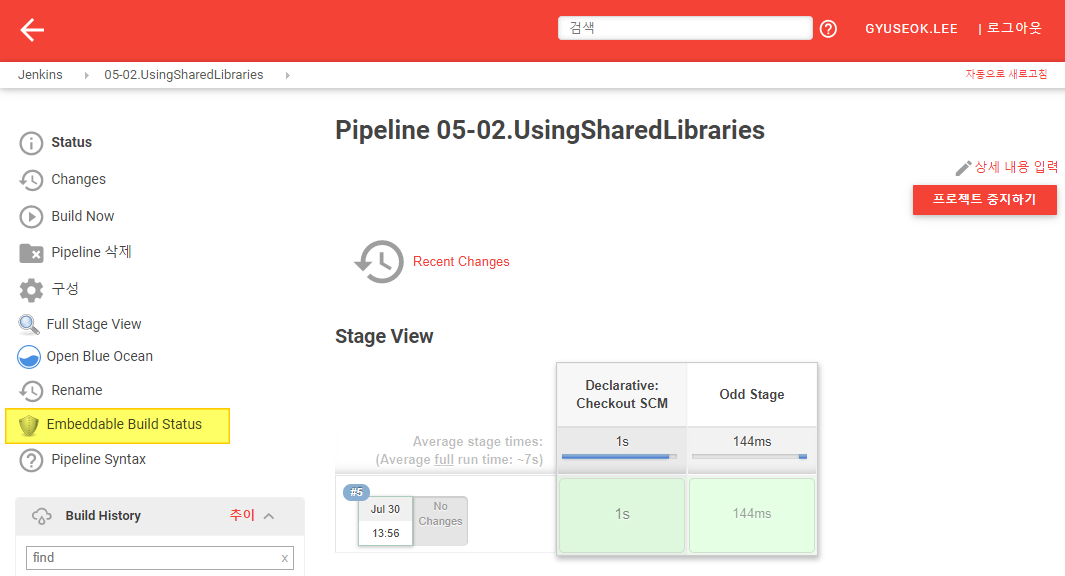 검색
GYUSEOK.LEE
| 로그아웃
Jenkins
05-02.UsingSharedLibraries
자동으로 새로고침
Status
Changes
Build Now
Pipeline 삭제
구성
Full Stage View
Open Blue Ocean
Rename
Embeddable Build Status
Pipeline Syntax
Build History
추이
find
x
Pipeline 05-02.UsingSharedLibraries
상세 내용 입력
프로젝트 중지하기
Recent Changes
Stage View
Declarative:
Checkout SCM
Odd Stage
Average stage times:
(Average full run time: ~7s)
1s
144ms
#5
Jul 30
13:56
No
Changes
1s
144ms